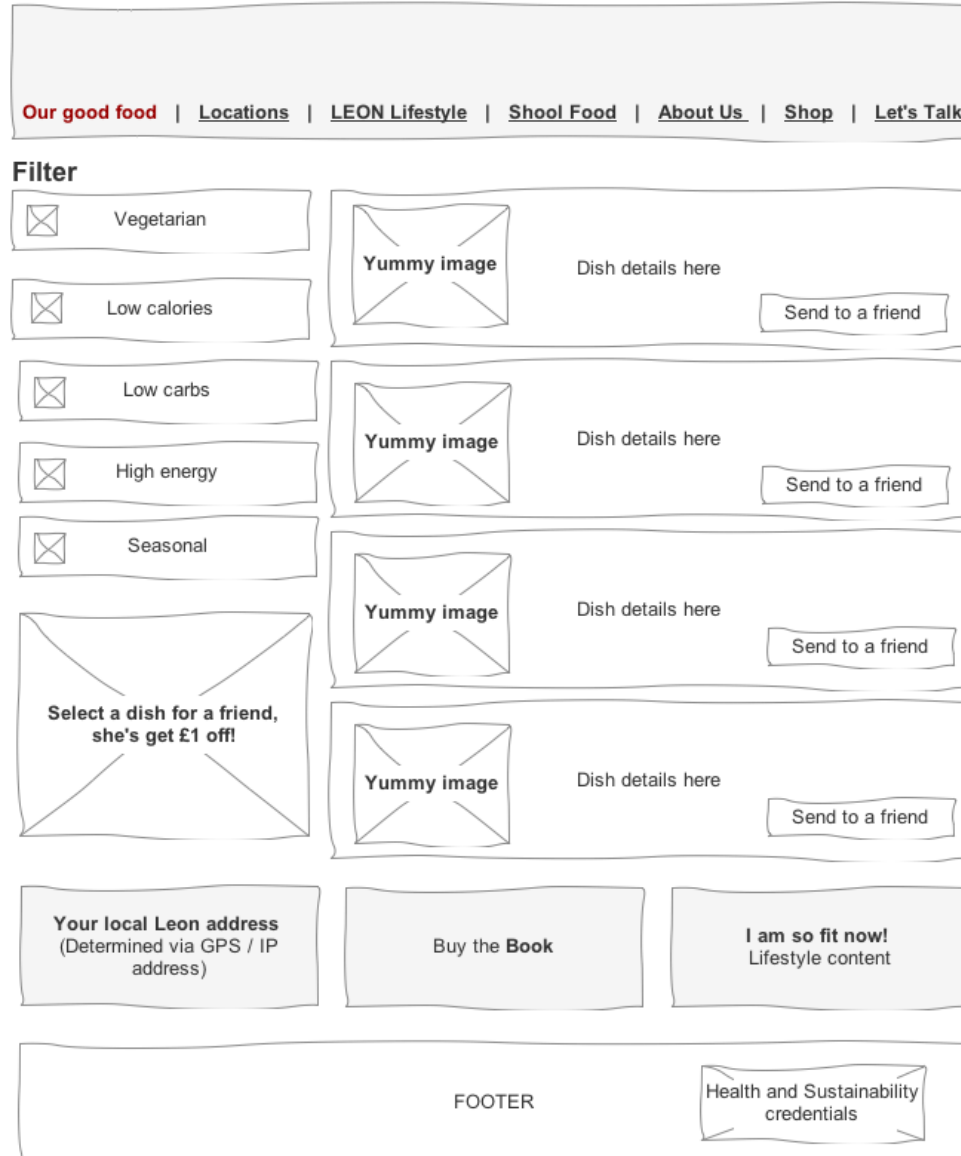 Our good food | Locations | LEON Lifestyle | Shool Food | About Us | Shop | Let's Talk
Filter
Vegetarian
Low calories
Low carbs
High energy
Seasonal
Select a dish for a friend,
she's get £1 off!
Yummy image
Dish details here
Send to a friend
Yummy image
Dish details here
Send to a friend
Yummy image
Dish details here
Send to a friend
Yummy image
Dish details here
Send to a friend
Your local Leon address
(Determined via GPS / IP
address)
Buy the Book
I am so fit now!
Lifestyle content
FOOTER
Health and Sustainability
credentials